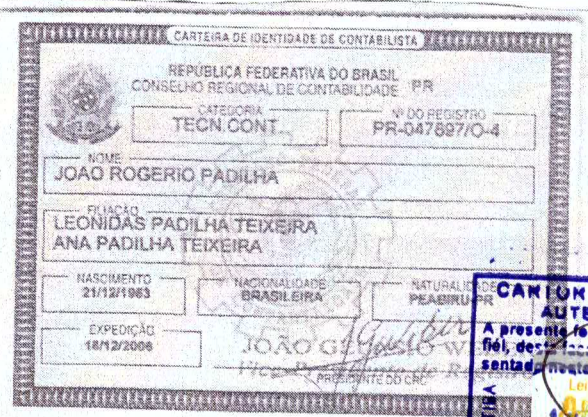 CARTEIRA DE IDENTIDADE DE CONTABILISTA
REPÚBLICA FEDERATIVA DO BRASIL
CONSELHO REGIONAL DE CONTABILIDADE PR
CATEGORIA
TECN.CONT.
Nº DO REGISTRO
PR-047897/O-4
NOME
JOAO ROGERIO PADILHA
FILIAÇÃO
LEONIDAS PADILHA TEIXEIRA
ANA PADILHA TEIXEIRA
NASCIMENTO
21/12/1963
NACIONALIDADE
BRASILEIRA
NATURALIDADE
PEABIRU-PR
EXPEDIÇÃO
18/12/2006
JOÃO
PRESIDENTE DO CRC
A presente
fiel,